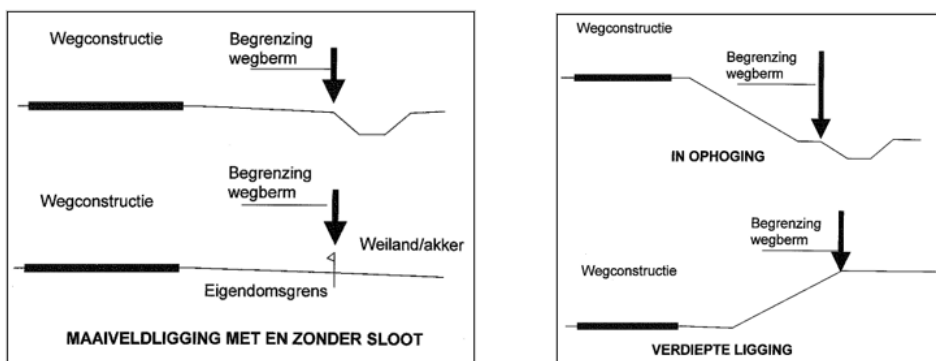 Wegconstructie
Begrenzing
wegberm
Wegconstructie
Begrenzing
wegberm
Weiland/akker
Eigendomsgrens
MAAIVELDLIGGING MET EN ZONDER SLOOT
Wegconstructie
Begrenzing
wegberm
IN OPHOGING
Begrenzing
wegberm
Wegconstructie
VERDIEPTE LIGGING